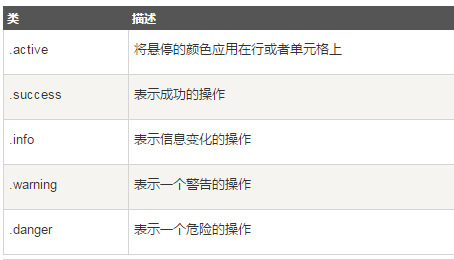 类 描述
.active 将悬停的颜色应用在行或者单元格上
.success 表示成功的操作
.info 表示信息变化的操作
.warning 表示一个警告的操作
.danger 表示一个危险的操作